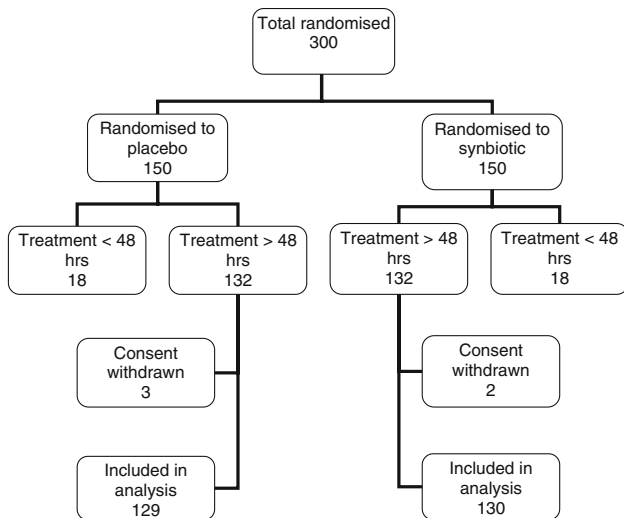 Total randomised
300
Randomised to
placebo
150
Randomised to
synbiotic
150
Treatment < 48
hrs
18
Treatment > 48
hrs
132
Treatment > 48
hrs
132
Treatment < 48
hrs
18
Consent
withdrawn
3
Consent
withdrawn
2
Included in
analysis
129
Included in
analysis
130